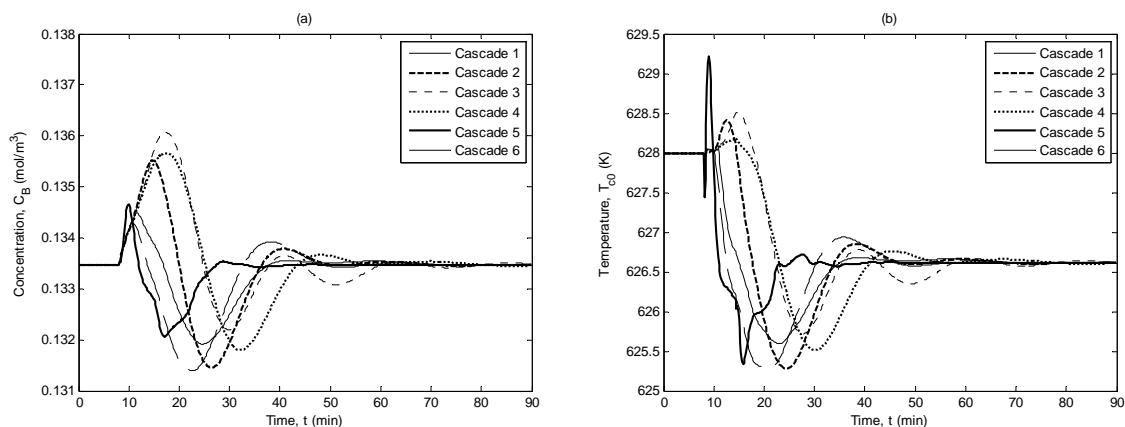 (a)
0.138
0.137
0.136
0.135
0.134
0.133
0.132
0.131
0 10 20 30 40 50 60 70 80 90
Concentration, C_B (mol/m³)
Time, t (min)
Cascade 1
Cascade 2
Cascade 3
Cascade 4
Cascade 5
Cascade 6
(b)
629.5
629
628.5
628
627.5
627
626.5
626
625.5
625
0 10 20 30 40 50 60 70 80 90
Temperature, T_c0 (K)
Time, t (min)
Cascade 1
Cascade 2
Cascade 3
Cascade 4
Cascade 5
Cascade 6